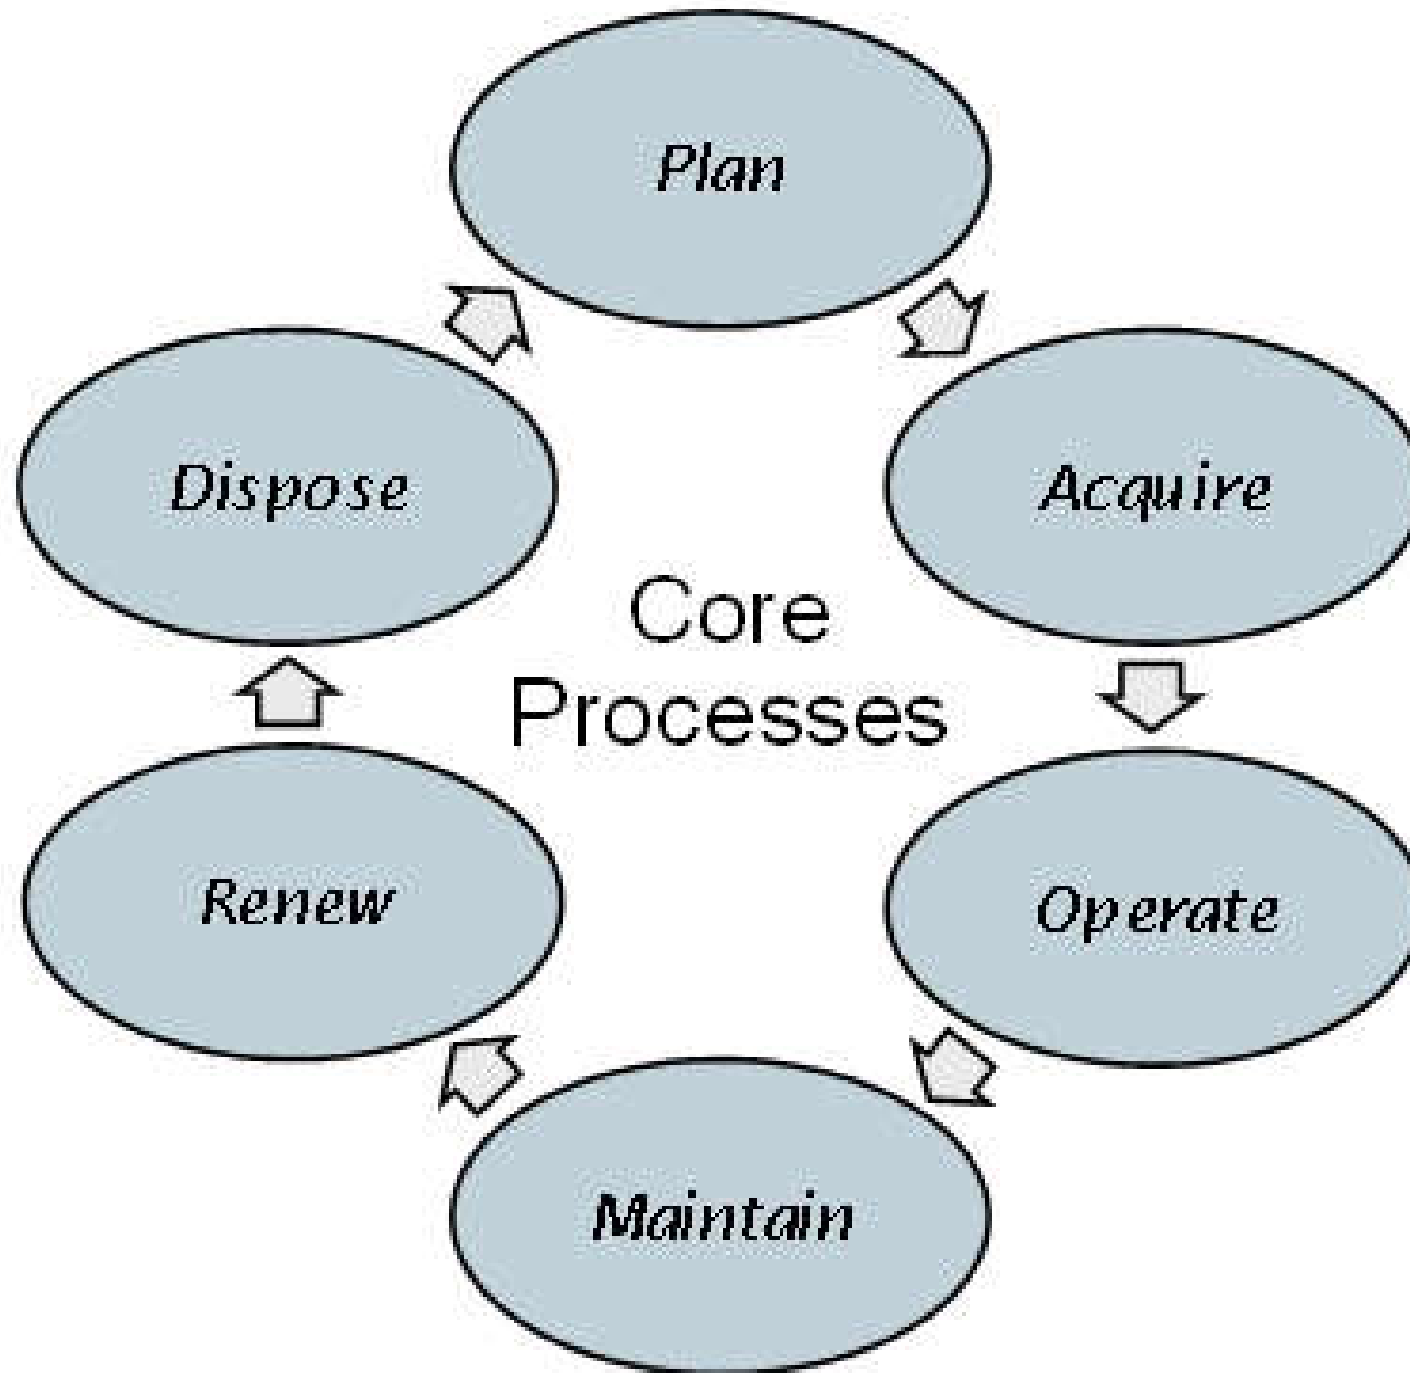 Plan
Acquire
Operate
Maintain
Renew
Dispose
Core
Processes